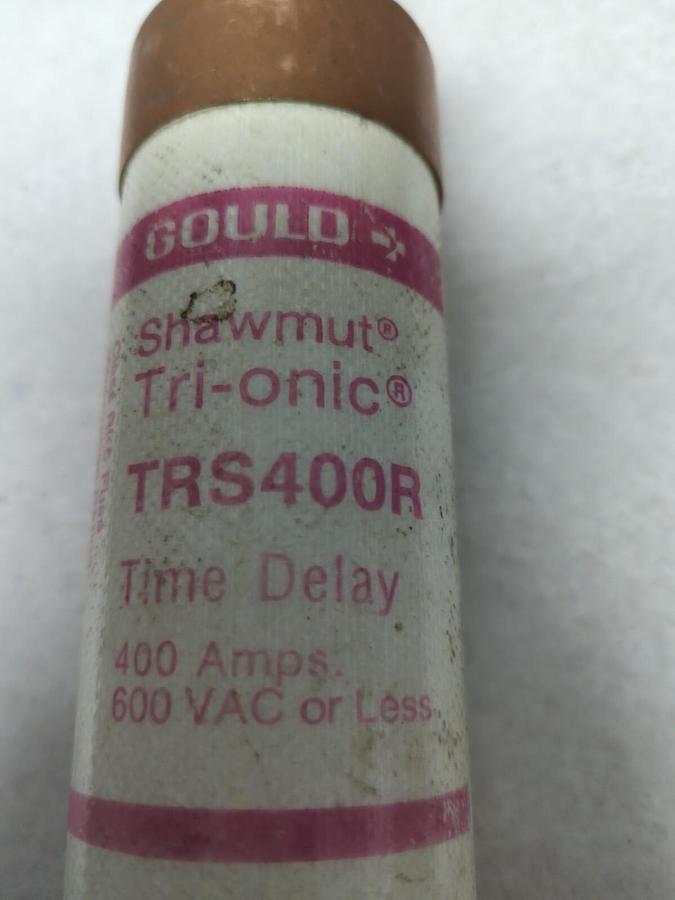 GOULD
Shawmut®
Tri-onic®
TRS400R
Time Delay
400 Amps.
600 VAC or Less